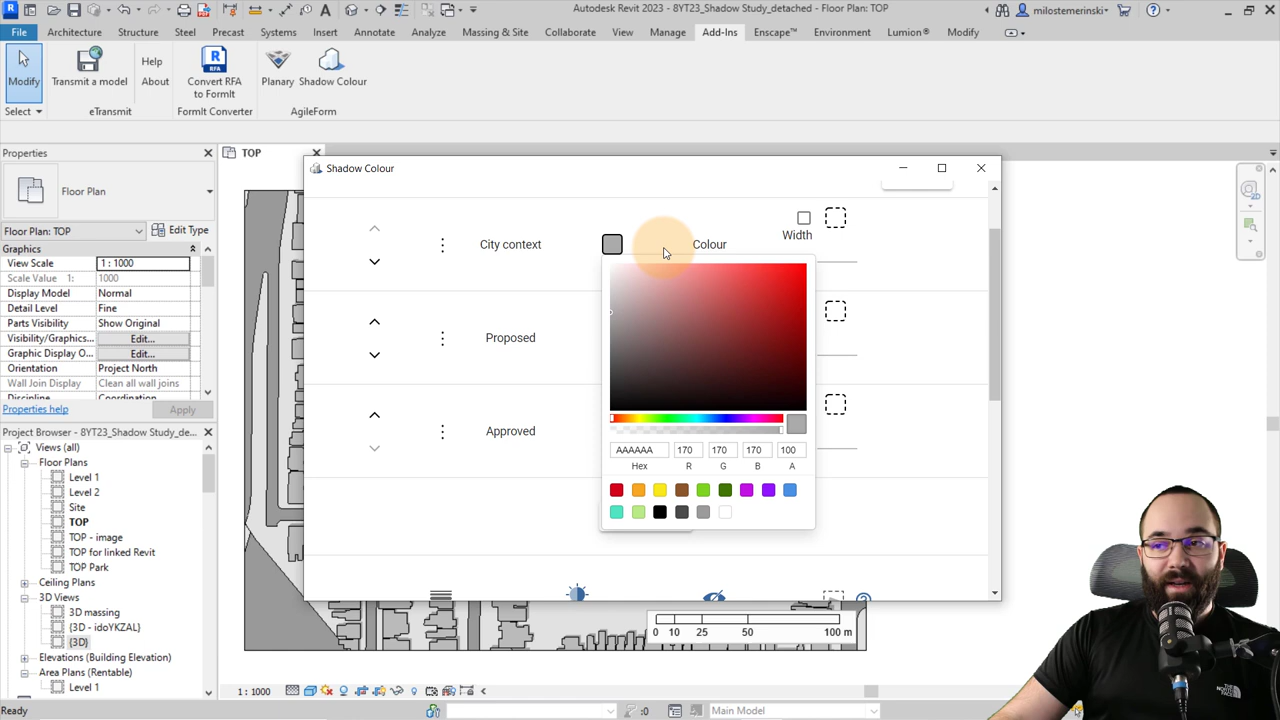 Autodesk Revit 2023 - 8YT23_Shadow Study_detached - Floor Plan: TOP
milostemerinski
File Architecture Structure Steel Precast Systems Insert Annotate Analyze Massing & Site Collaborate View Manage Add-Ins Enscape™ Environment Lumion® Modify
Modify
Transmit a model
Help
About
Convert RFA
to FormIt
Planary
Shadow Colour
Select
eTransmit
FormIt Converter
AgileForm
Properties
Floor Plan
Floor Plan: TOP
Edit Type
Graphics
View Scale 1 : 1000
Scale Value 1: 1000
Display Model Normal
Detail Level Fine
Parts Visibility Show Original
Visibility/Graphics... Edit...
Graphic Display O... Edit...
Orientation Project North
Wall Join Display Clean all wall joins
Discipline Coordination
Properties help
Apply
Project Browser - 8YT23_Shadow Study_de...
Views (all)
Floor Plans
Level 1
Level 2
Site
TOP
TOP - image
TOP for linked Revit
TOP Park
Ceiling Plans
3D Views
3D massing
{3D - idoYKZAL}
{3D}
Elevations (Building Elevation)
Area Plans (Rentable)
Level 1
TOP
Shadow Colour
City context
Colour
Width
Proposed
Approved
AAAAAA 170 170 170 100
Hex R G B A
0 10 25 50 100 m
1 : 1000
Ready
:0
Main Model